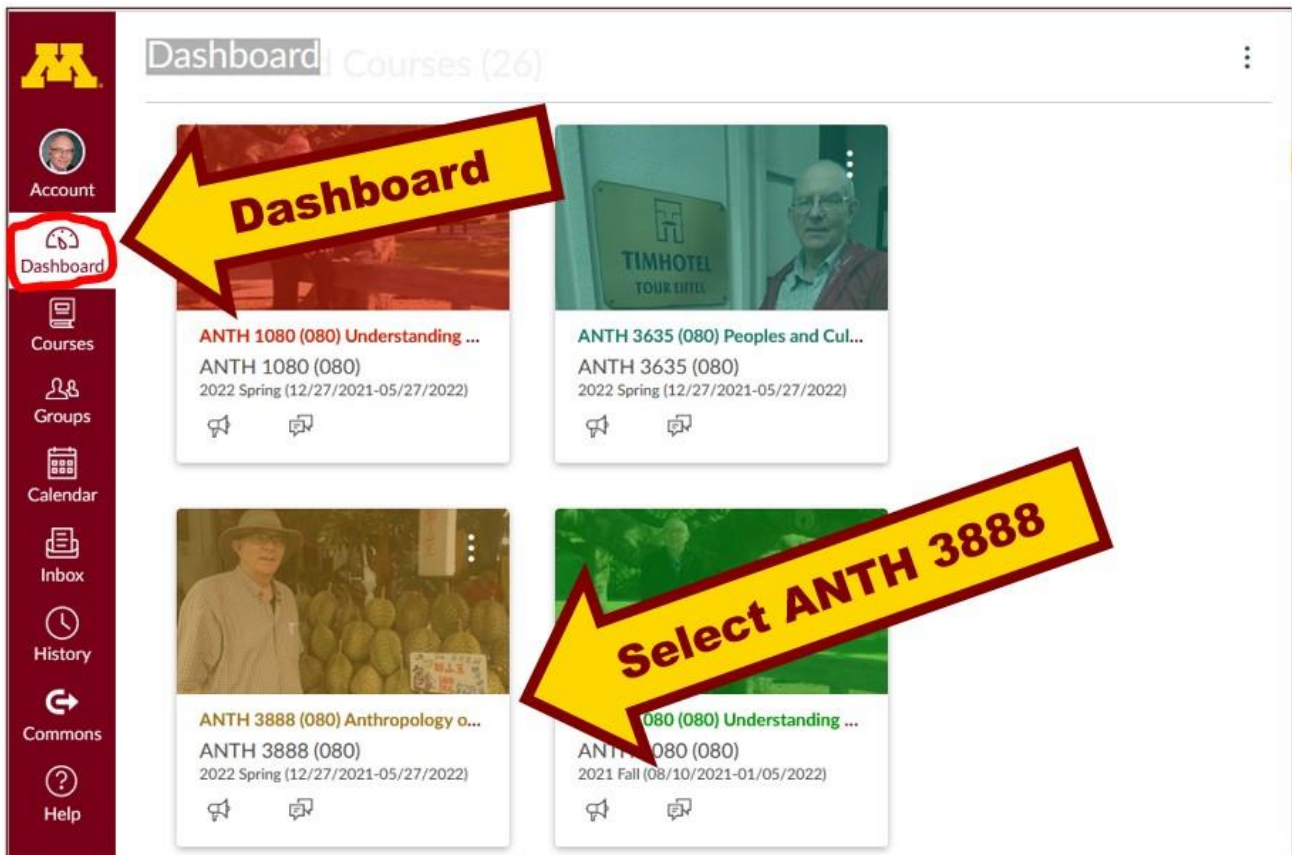 M
Dashboard
Courses (26)
Account
Dashboard
Courses
Groups
Calendar
Inbox
History
Commons
Help
Dashboard
TIMHOTEL
TOUR EIFFEL
ANTH 1080 (080) Understanding ...
ANTH 1080 (080)
2022 Spring (12/27/2021-05/27/2022)
ANTH 3635 (080) Peoples and Cul...
ANTH 3635 (080)
2022 Spring (12/27/2021-05/27/2022)
Select ANTH 3888
ANTH 3888 (080) Anthropology o...
ANTH 3888 (080)
2022 Spring (12/27/2021-05/27/2022)
080 (080) Understanding ...
080 (080)
2021 Fall (08/10/2021-01/05/2022)